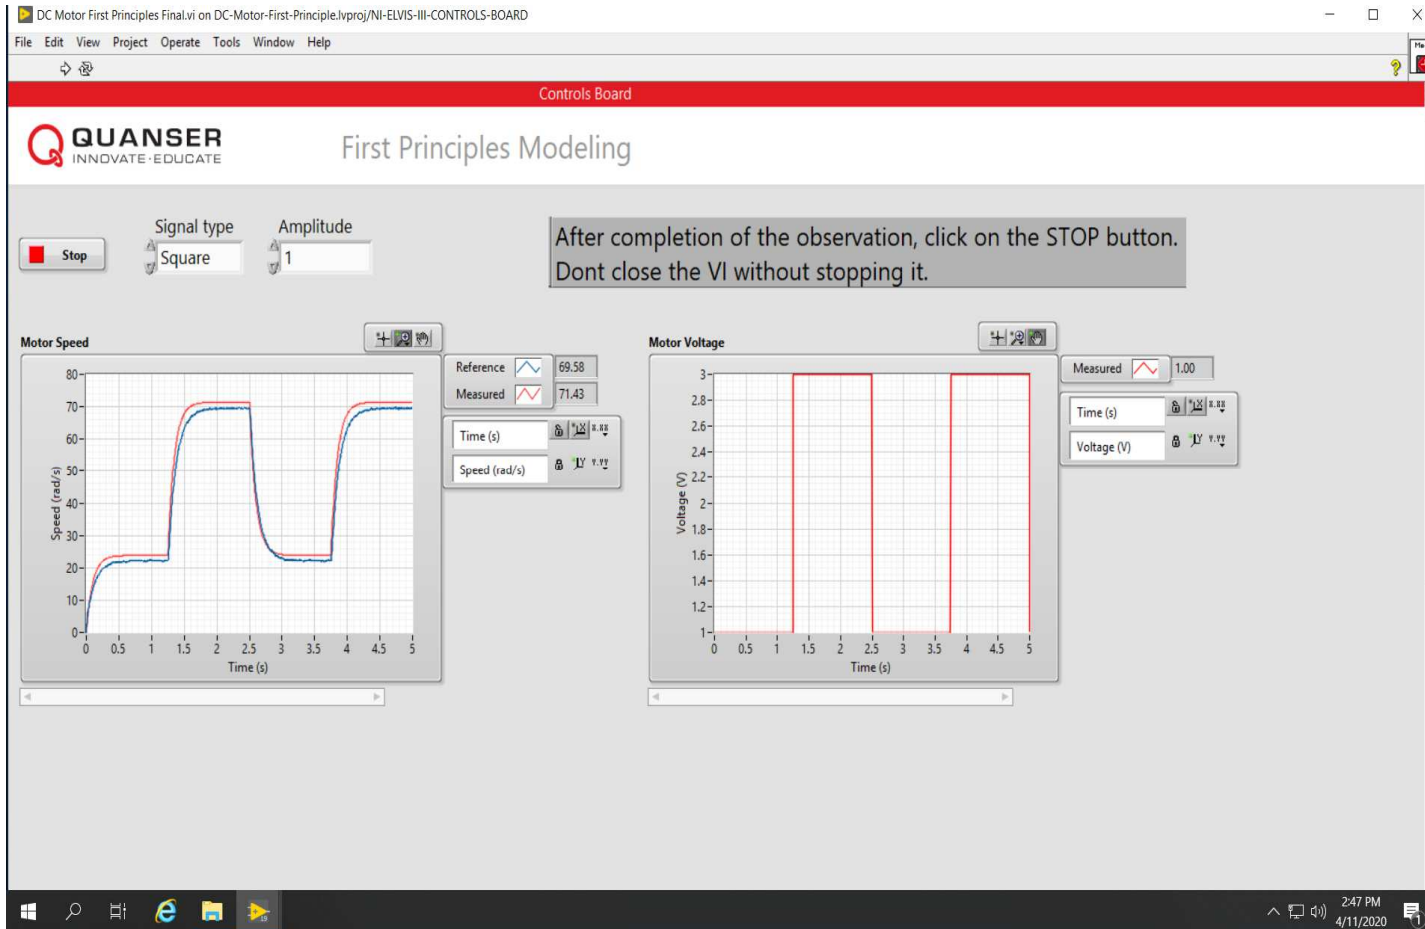 DC Motor First Principles Final.vi on DC-Motor-First-Principle.lvproj/NI-ELVIS-III-CONTROLS-BOARD
File Edit View Project Operate Tools Window Help
Controls Board
QUANSER
INNOVATE·EDUCATE
First Principles Modeling
Signal type
Amplitude
Stop
Square
1
After completion of the observation, click on the STOP button.
Dont close the VI without stopping it.
Motor Speed
Reference 69.58
Measured 71.43
Time (s)
Speed (rad/s)
80
70
60
50
40
30
20
10
0
Speed (rad/s)
0 0.5 1 1.5 2 2.5 3 3.5 4 4.5 5
Time (s)
Motor Voltage
Measured 1.00
Time (s)
Voltage (V)
3
2.8
2.6
2.4
2.2
2
1.8
1.6
1.4
1.2
1
Voltage (V)
0 0.5 1 1.5 2 2.5 3 3.5 4 4.5 5
Time (s)
2:47 PM
4/11/2020
1